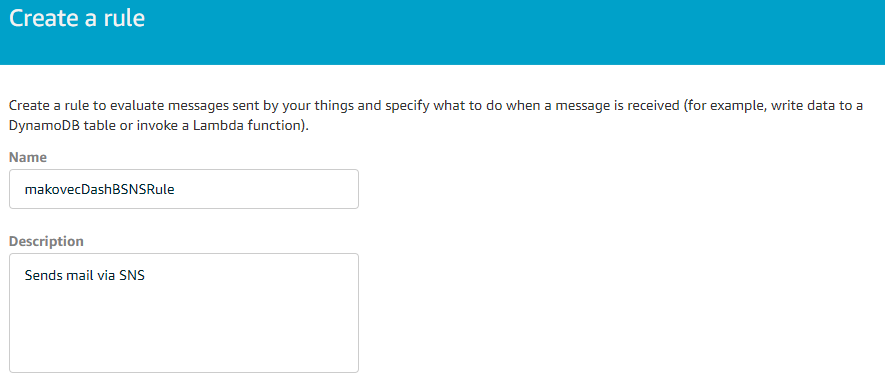 Create a rule
Create a rule to evaluate messages sent by your things and specify what to do when a message is received (for example, write data to a
DynamoDB table or invoke a Lambda function).
Name
makovecDashBSNSRule
Description
Sends mail via SNS